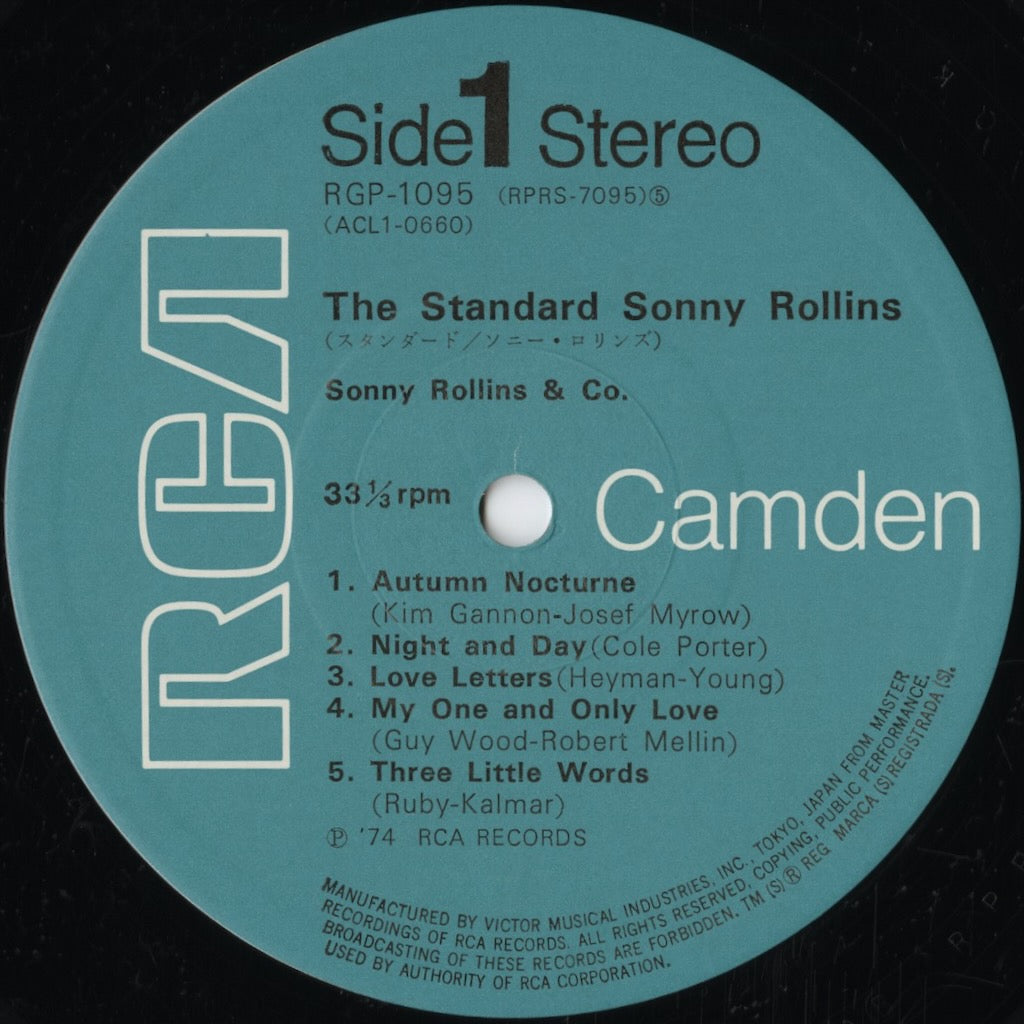 Side 1 Stereo
RGP-1095 (RPRS-7095)⑤
(ACL1-0660)
RCA
The Standard Sonny Rollins
(スタンダード/ソニー・ロリンズ)
Sonny Rollins & Co.
33 1/3 rpm
Camden
1. Autumn Nocturne
(Kim Gannon-Josef Myrow)
2. Night and Day (Cole Porter)
3. Love Letters (Heyman-Young)
4. My One and Only Love
(Guy Wood-Robert Mellin)
5. Three Little Words
(Ruby-Kalmar)
℗ '74 RCA RECORDS
MANUFACTURED BY VICTOR MUSICAL INDUSTRIES, INC., TOKYO, JAPAN FROM MASTER
RECORDINGS OF RCA RECORDS. ALL RIGHTS RESERVED, COPYING, PUBLIC PERFORMANCE,
BROADCASTING OF THESE RECORDS ARE FORBIDDEN. TM (S) ® REG MARCA (S) REGISTRADA (S).
USED BY AUTHORITY OF RCA CORPORATION.